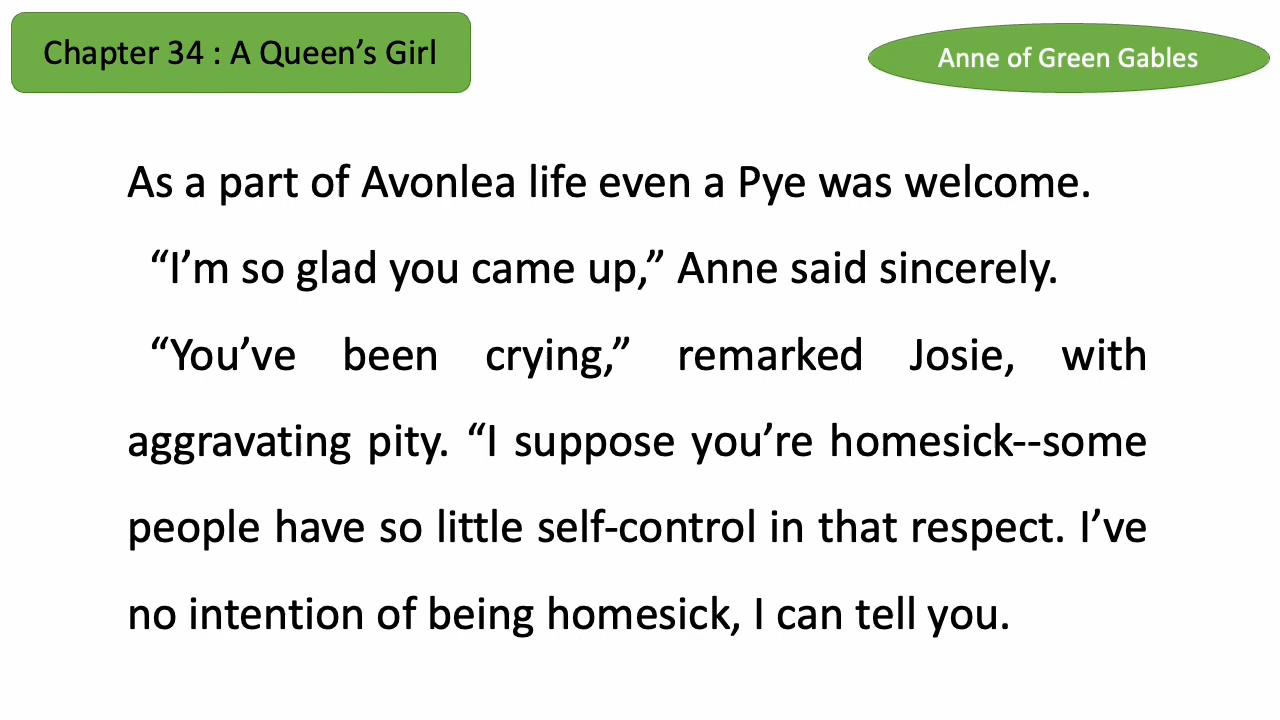 Chapter 34 : A Queen’s Girl
Anne of Green Gables
As a part of Avonlea life even a Pye was welcome.
“I’m so glad you came up,” Anne said sincerely.
“You’ve been crying,” remarked Josie, with
aggravating pity. “I suppose you’re homesick--some
people have so little self-control in that respect. I’ve
no intention of being homesick, I can tell you.